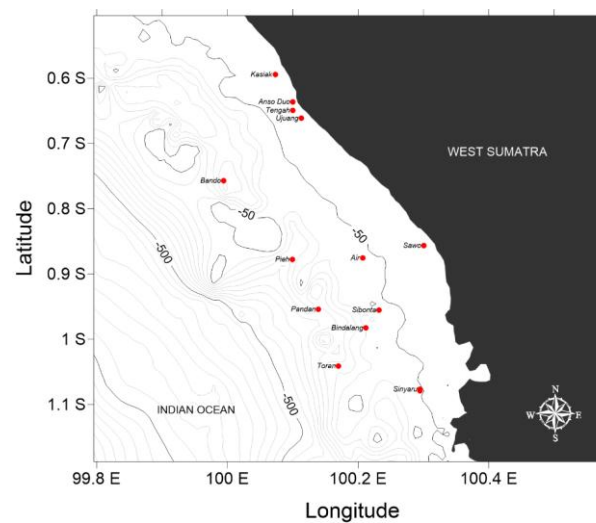 0.6 S
0.7 S
0.8 S
0.9 S
1 S
1.1 S
Latitude
Kasiak
Anso Duo
Tengah
Ujuang
WEST SUMATRA
Bando
-50
-50
-500
Sawo
Air
Pieh
Pandan
Sibonta
Bindalang
Toran
-500
Sinyaru
INDIAN OCEAN
N
W E
S
99.8 E
100 E
100.2 E
100.4 E
Longitude